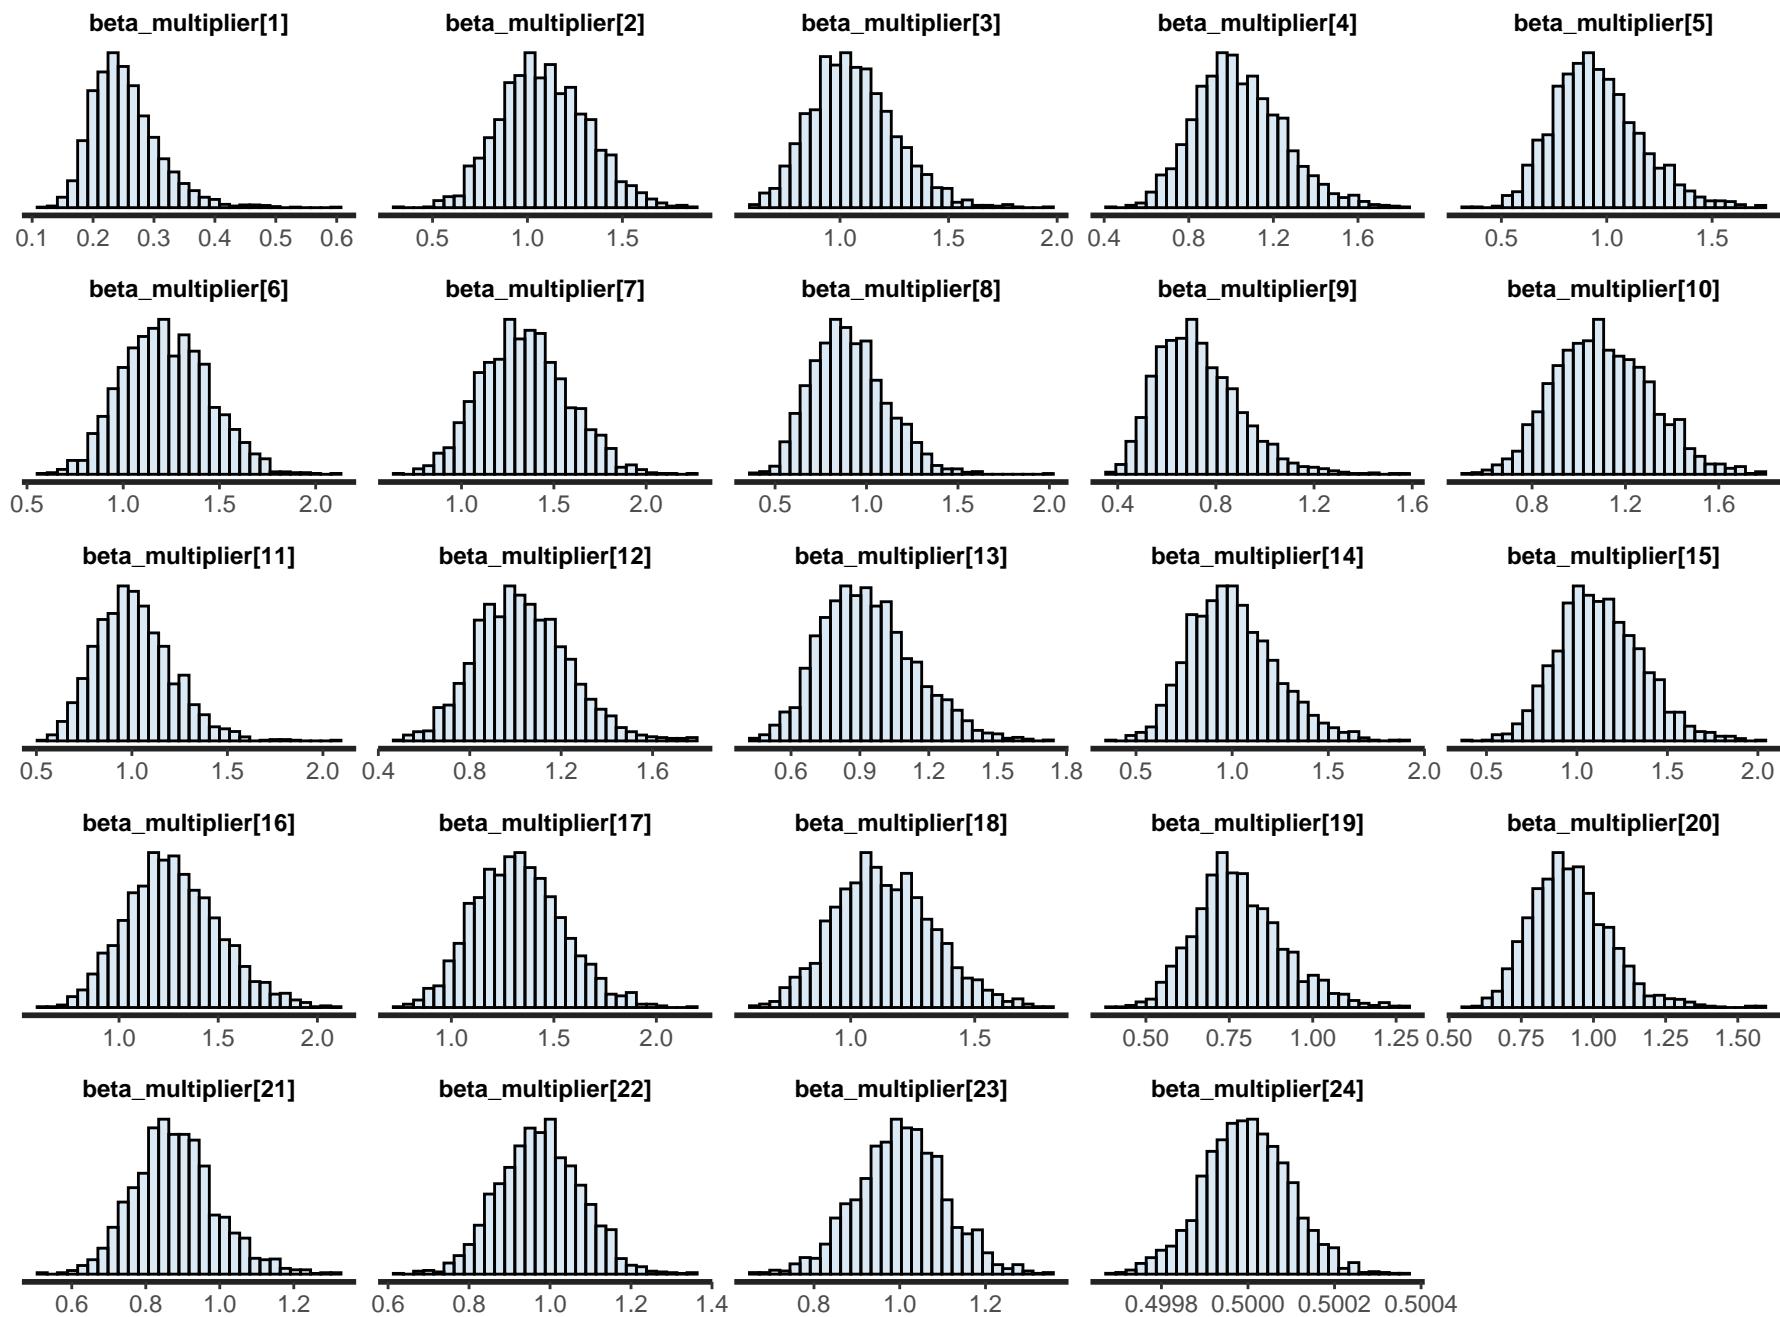 beta_multiplier[1] beta_multiplier[2] beta_multiplier[3] beta_multiplier[4] beta_multiplier[5]
0.1 0.2 0.3 0.4 0.5 0.6 0.5 1.0 1.5 1.0 1.5 2.0 0.4 0.8 1.2 1.6 0.5 1.0 1.5
beta_multiplier[6] beta_multiplier[7] beta_multiplier[8] beta_multiplier[9] beta_multiplier[10]
0.5 1.0 1.5 2.0 1.0 1.5 2.0 0.5 1.0 1.5 2.0 0.4 0.8 1.2 1.6 0.8 1.2 1.6
beta_multiplier[11] beta_multiplier[12] beta_multiplier[13] beta_multiplier[14] beta_multiplier[15]
0.5 1.0 1.5 2.0 0.4 0.8 1.2 1.6 0.6 0.9 1.2 1.5 1.8 0.5 1.0 1.5 2.0 0.5 1.0 1.5 2.0
beta_multiplier[16] beta_multiplier[17] beta_multiplier[18] beta_multiplier[19] beta_multiplier[20]
1.0 1.5 2.0 1.0 1.5 2.0 1.0 1.5 0.50 0.75 1.00 1.25 0.50 0.75 1.00 1.25 1.50
beta_multiplier[21] beta_multiplier[22] beta_multiplier[23] beta_multiplier[24]
0.6 0.8 1.0 1.2 0.6 0.8 1.0 1.2 1.4 0.8 1.0 1.2 0.4998 0.5000 0.5002 0.5004